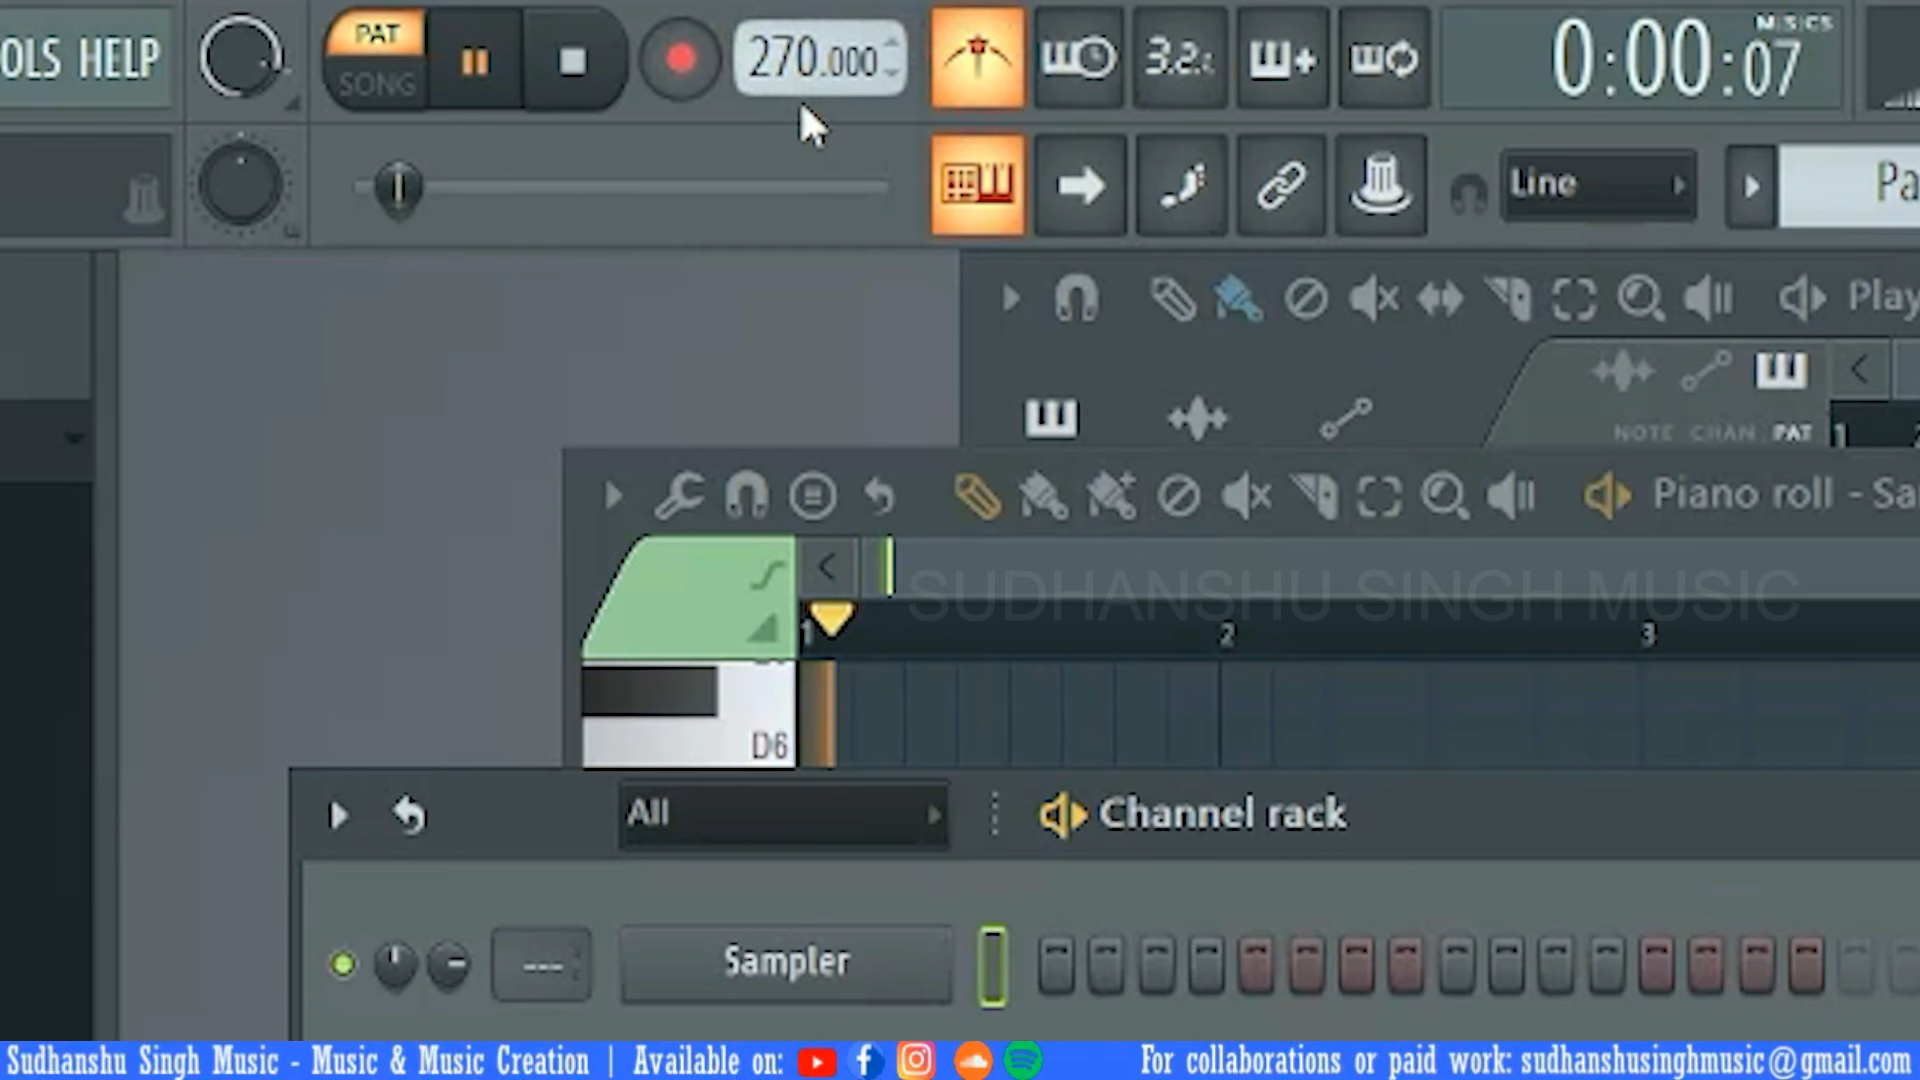 OLS HELP
PAT
SONG
270.000
3.2.
M:S:CS
0:00:07
Line
Pa
Play
NOTE CHAN PAT
1
Piano roll - Sa
SUDHANSHU SINGH MUSIC
1
2
3
D6
All
Channel rack
---
Sampler
Sudhanshu Singh Music - Music & Music Creation | Available on:
For collaborations or paid work: sudhanshusinghmusic@gmail.com